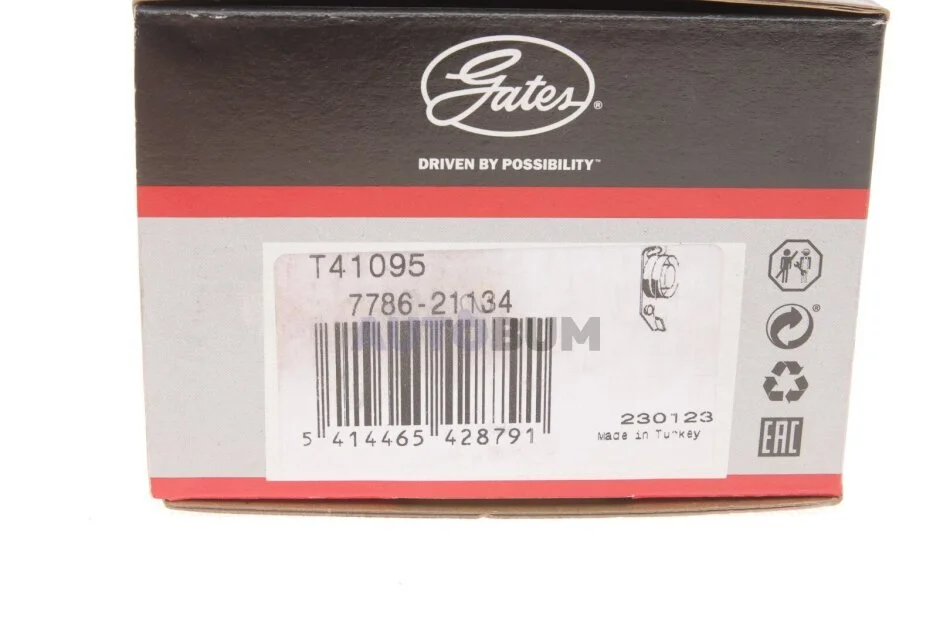 Gates®
DRIVEN BY POSSIBILITY™
T41095
7786-21134
AUTOBUM
5 414465 428791
230123
Made in Turkey
®
EAC